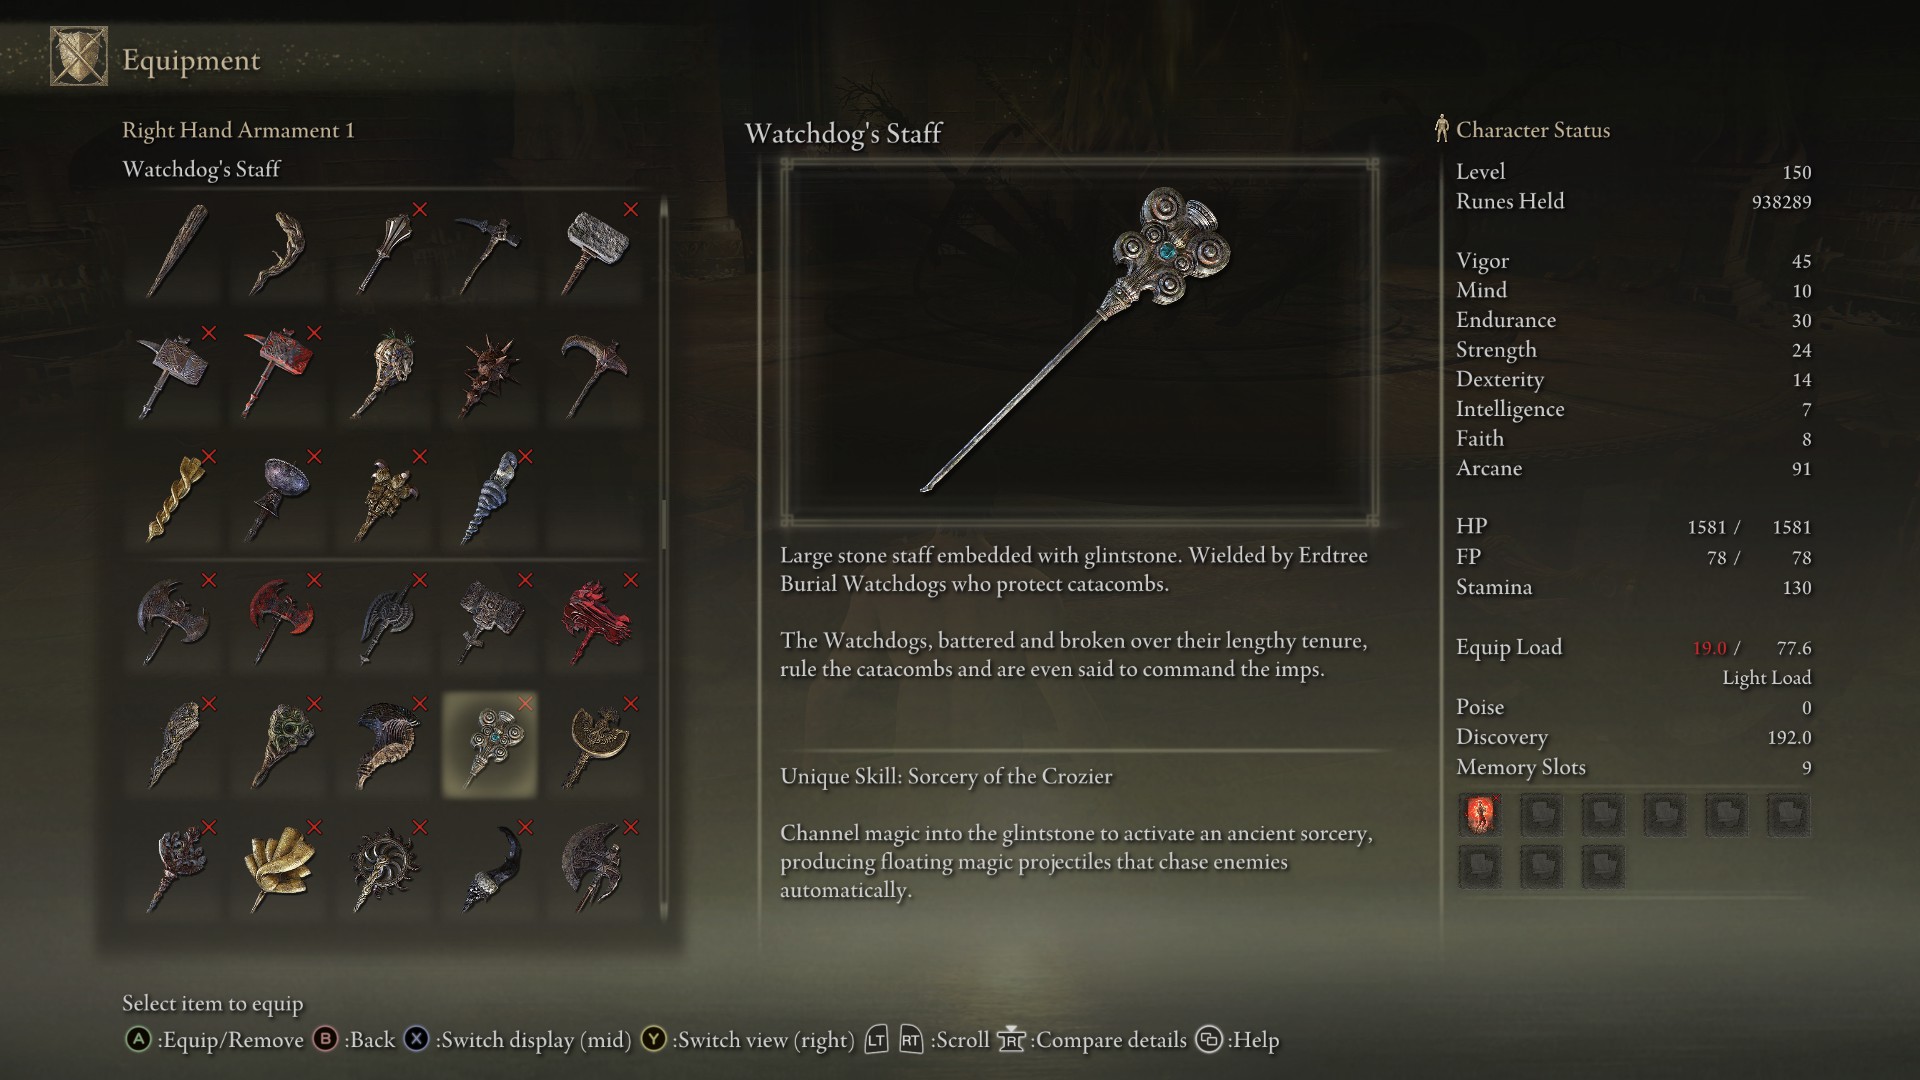 Equipment
Right Hand Armament 1
Watchdog's Staff
Watchdog's Staff
Large stone staff embedded with glintstone. Wielded by Erdtree
Burial Watchdogs who protect catacombs.
The Watchdogs, battered and broken over their lengthy tenure,
rule the catacombs and are even said to command the imps.
Unique Skill: Sorcery of the Crozier
Channel magic into the glintstone to activate an ancient sorcery,
producing floating magic projectiles that chase enemies
automatically.
Character Status
Level 150
Runes Held 938289
Vigor 45
Mind 10
Endurance 30
Strength 24
Dexterity 14
Intelligence 7
Faith 8
Arcane 91
HP 1581 / 1581
FP 78 / 78
Stamina 130
Equip Load 19.0 / 77.6
Light Load
Poise 0
Discovery 192.0
Memory Slots 9
Select item to equip
A :Equip/Remove B :Back X :Switch display (mid) Y :Switch view (right) LT RT :Scroll R :Compare details :Help